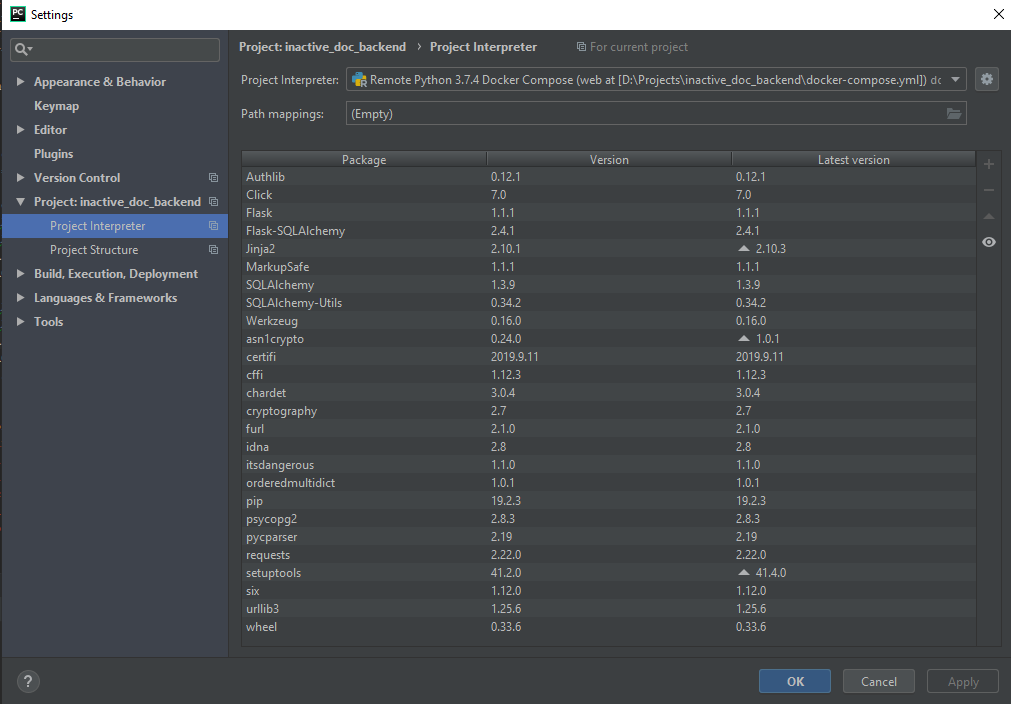 PC Settings
Project: inactive_doc_backend › Project Interpreter For current project
Appearance & Behavior
Keymap
Editor
Plugins
Version Control
Project: inactive_doc_backend
Project Interpreter
Project Structure
Build, Execution, Deployment
Languages & Frameworks
Tools
Project Interpreter: Remote Python 3.7.4 Docker Compose (web at [D:\Projects\inactive_doc_backend\docker-compose.yml]) dc
Path mappings: (Empty)
Package Version Latest version
Authlib 0.12.1 0.12.1
Click 7.0 7.0
Flask 1.1.1 1.1.1
Flask-SQLAlchemy 2.4.1 2.4.1
Jinja2 2.10.1 2.10.3
MarkupSafe 1.1.1 1.1.1
SQLAlchemy 1.3.9 1.3.9
SQLAlchemy-Utils 0.34.2 0.34.2
Werkzeug 0.16.0 0.16.0
asn1crypto 0.24.0 1.0.1
certifi 2019.9.11 2019.9.11
cffi 1.12.3 1.12.3
chardet 3.0.4 3.0.4
cryptography 2.7 2.7
furl 2.1.0 2.1.0
idna 2.8 2.8
itsdangerous 1.1.0 1.1.0
orderedmultidict 1.0.1 1.0.1
pip 19.2.3 19.2.3
psycopg2 2.8.3 2.8.3
pycparser 2.19 2.19
requests 2.22.0 2.22.0
setuptools 41.2.0 41.4.0
six 1.12.0 1.12.0
urllib3 1.25.6 1.25.6
wheel 0.33.6 0.33.6
? OK Cancel Apply